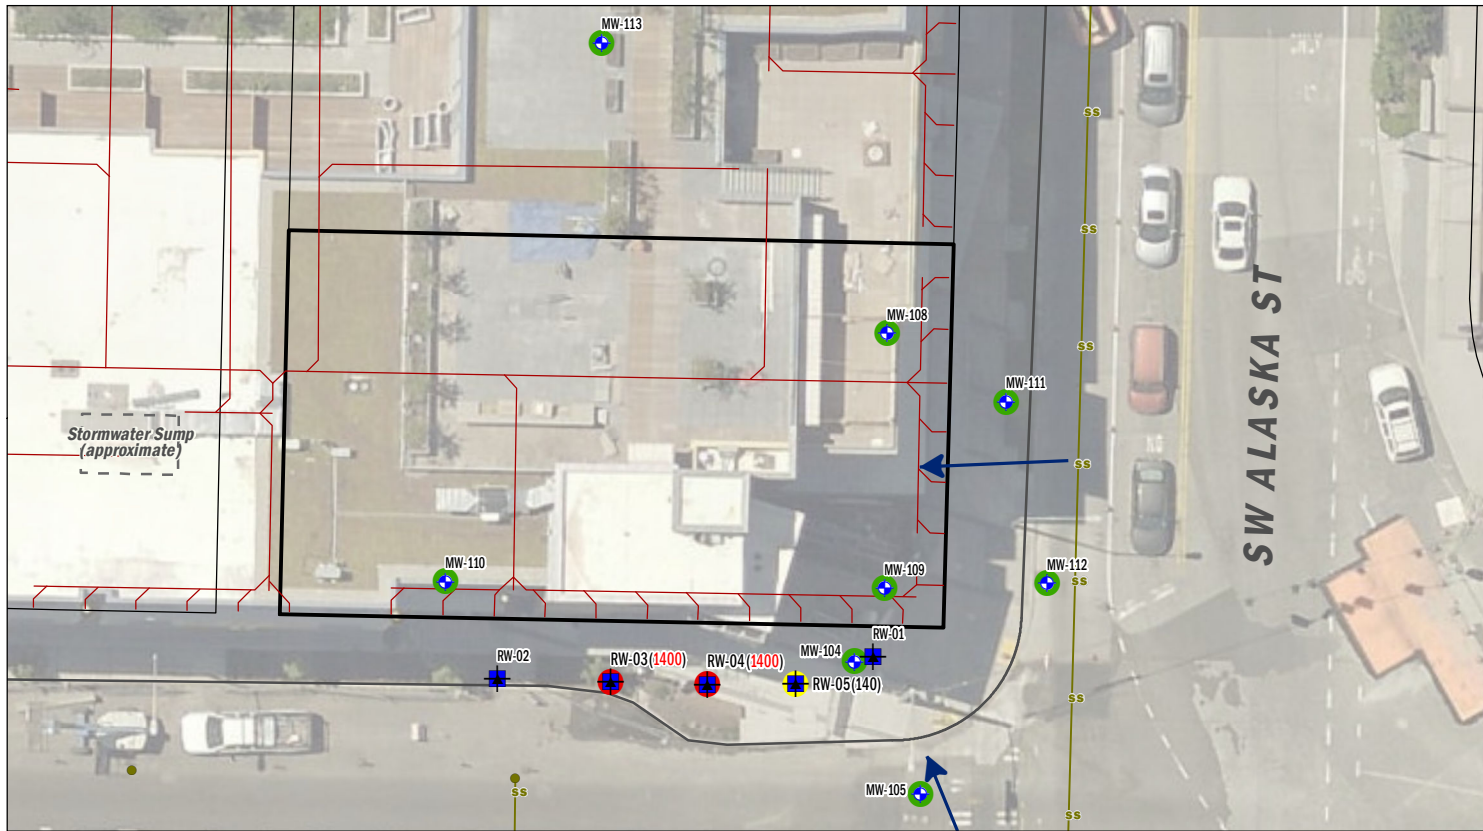 MW-113
SS
SS
MW-108
SS
MW-111
SW ALASKA ST
Stormwater Sump
(approximate)
SS
MW-110
MW-109
MW-112
SS
RW-01
MW-104
RW-02
RW-03(1400)
RW-04(1400)
RW-05(140)
SS
MW-105
SS
SS